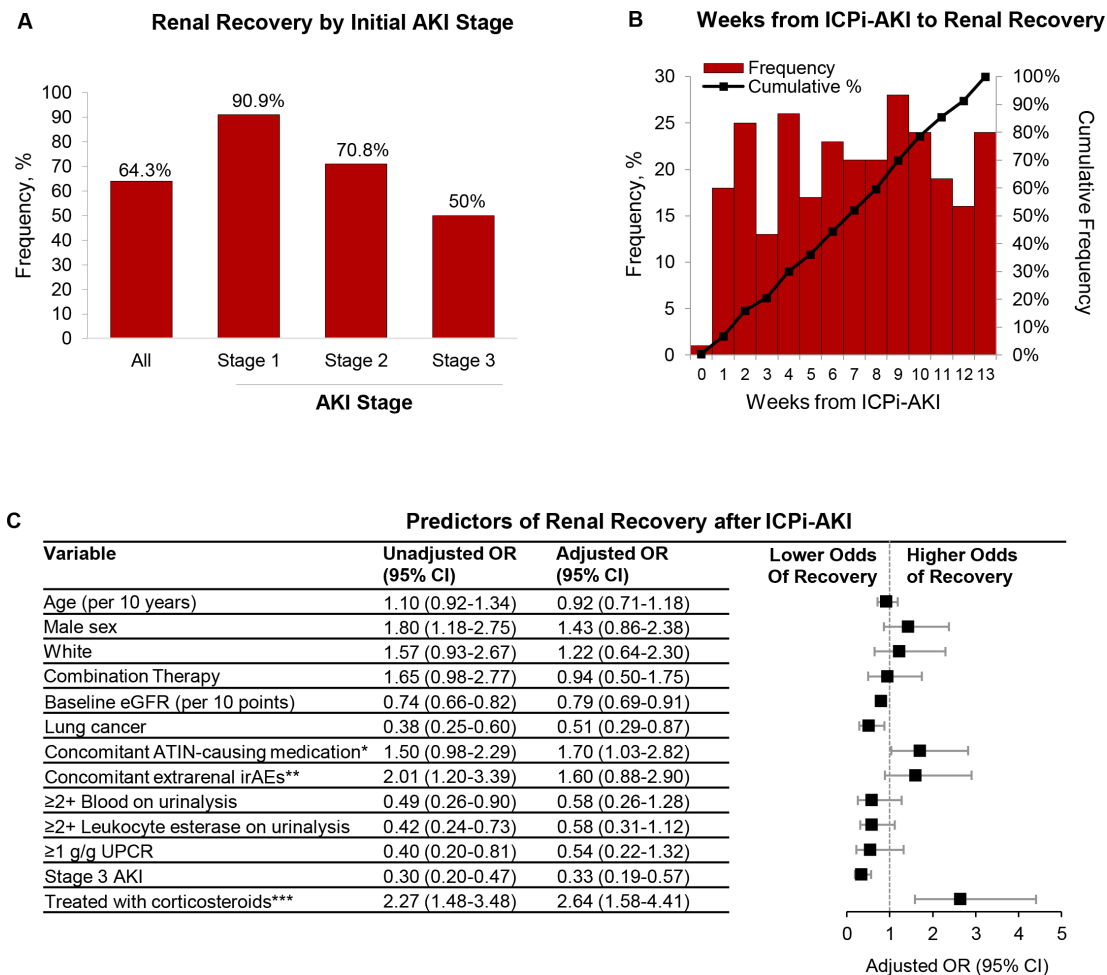 A
Renal Recovery by Initial AKI Stage
Frequency, %
100
90
80
70
60
50
40
30
20
10
0
64.3%
90.9%
70.8%
50%
All
Stage 1
Stage 2
Stage 3
AKI Stage
B
Weeks from ICPi-AKI to Renal Recovery
Frequency
Cumulative %
Frequency, %
30
25
20
15
10
5
0
100%
90%
80%
70%
60%
50%
40%
30%
20%
10%
0%
Cumulative Frequency
0 1 2 3 4 5 6 7 8 9 10 11 12 13
Weeks from ICPi-AKI
C
Predictors of Renal Recovery after ICPi-AKI
Variable Unadjusted OR (95% CI) Adjusted OR (95% CI)
Lower Odds Of Recovery
Higher Odds of Recovery
Age (per 10 years) 1.10 (0.92-1.34) 0.92 (0.71-1.18)
Male sex 1.80 (1.18-2.75) 1.43 (0.86-2.38)
White 1.57 (0.93-2.67) 1.22 (0.64-2.30)
Combination Therapy 1.65 (0.98-2.77) 0.94 (0.50-1.75)
Baseline eGFR (per 10 points) 0.74 (0.66-0.82) 0.79 (0.69-0.91)
Lung cancer 0.38 (0.25-0.60) 0.51 (0.29-0.87)
Concomitant ATIN-causing medication* 1.50 (0.98-2.29) 1.70 (1.03-2.82)
Concomitant extrarenal irAEs** 2.01 (1.20-3.39) 1.60 (0.88-2.90)
≥2+ Blood on urinalysis 0.49 (0.26-0.90) 0.58 (0.26-1.28)
≥2+ Leukocyte esterase on urinalysis 0.42 (0.24-0.73) 0.58 (0.31-1.12)
≥1 g/g UPCR 0.40 (0.20-0.81) 0.54 (0.22-1.32)
Stage 3 AKI 0.30 (0.20-0.47) 0.33 (0.19-0.57)
Treated with corticosteroids*** 2.27 (1.48-3.48) 2.64 (1.58-4.41)
0 1 2 3 4 5
Adjusted OR (95% CI)